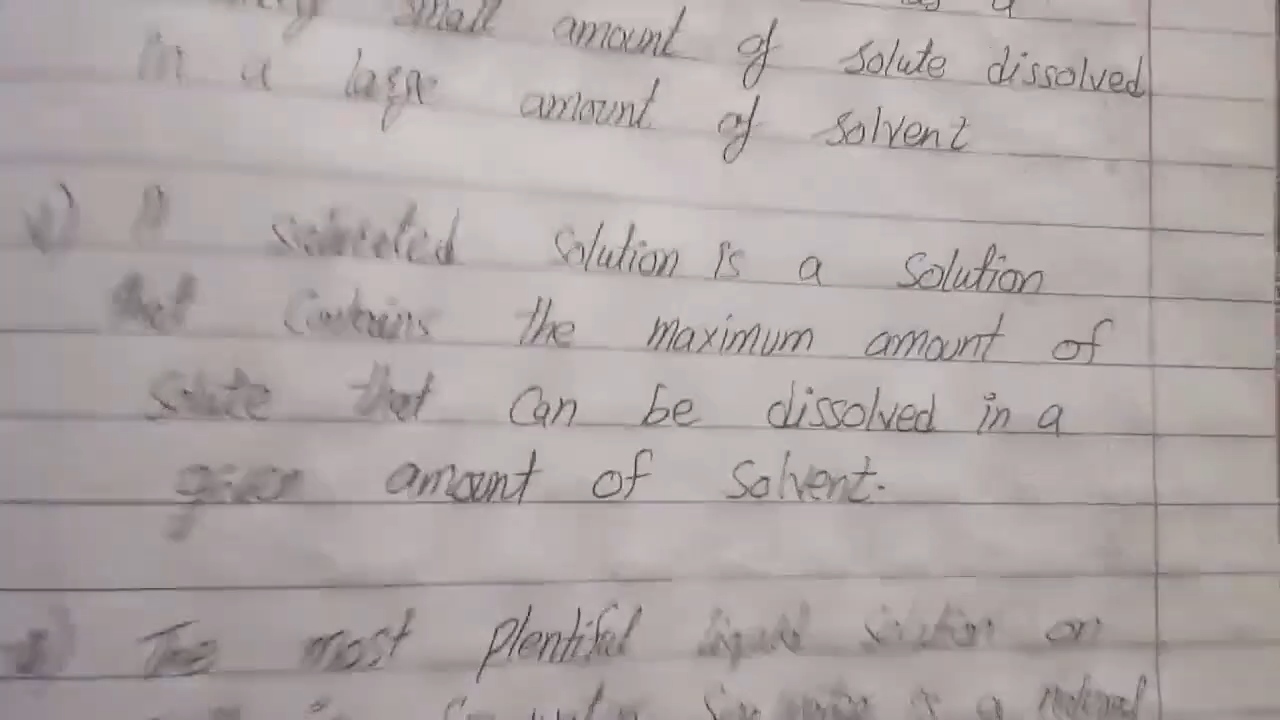 small amount of solute dissolved
in a large amount of solvent
solution is a solution
that contains the maximum amount of
solute that can be dissolved in a
given amount of solvent.
The most plentiful liquid solution on
is a